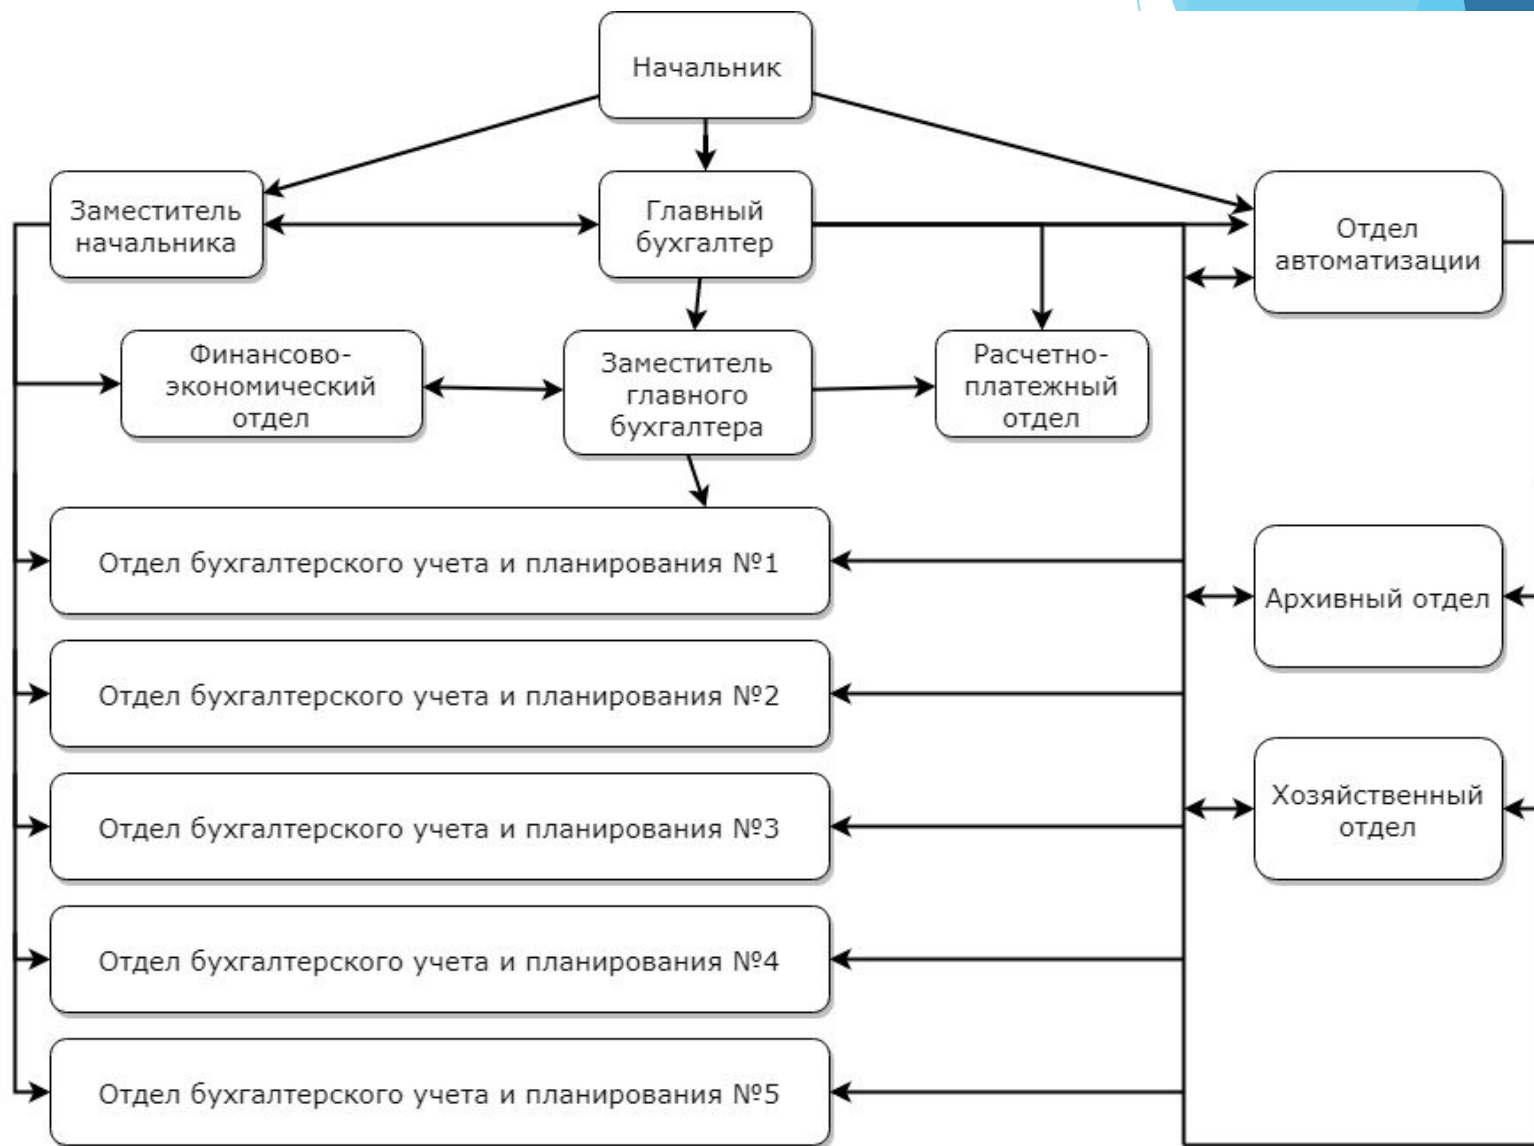 Начальник
Заместитель
начальника
Главный
бухгалтер
Отдел
автоматизации
Финансово-
экономический
отдел
Заместитель
главного
бухгалтера
Расчетно-
платежный
отдел
Отдел бухгалтерского учета и планирования №1
Архивный отдел
Отдел бухгалтерского учета и планирования №2
Хозяйственный
отдел
Отдел бухгалтерского учета и планирования №3
Отдел бухгалтерского учета и планирования №4
Отдел бухгалтерского учета и планирования №5